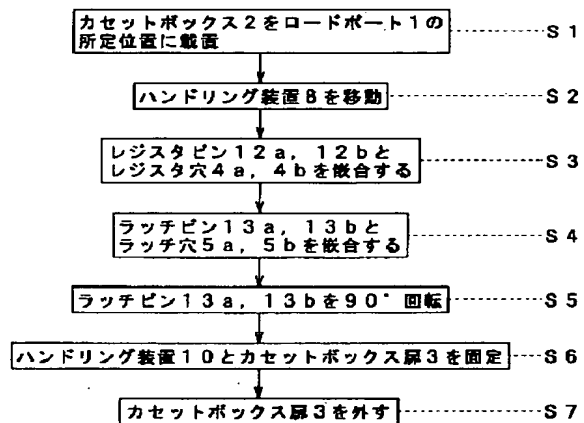 カセットボックス2をロードポート1の
所定位置に載置
S1
ハンドリング装置8を移動
S2
レジスタピン12a，12bと
レジスタ穴4a，4bを嵌合する
S3
ラッチピン13a，13bと
ラッチ穴5a，5bを嵌合する
S4
ラッチピン13a，13bを90°回転
S5
ハンドリング装置10とカセットボックス扉3を固定
S6
カセットボックス扉3を外す
S7